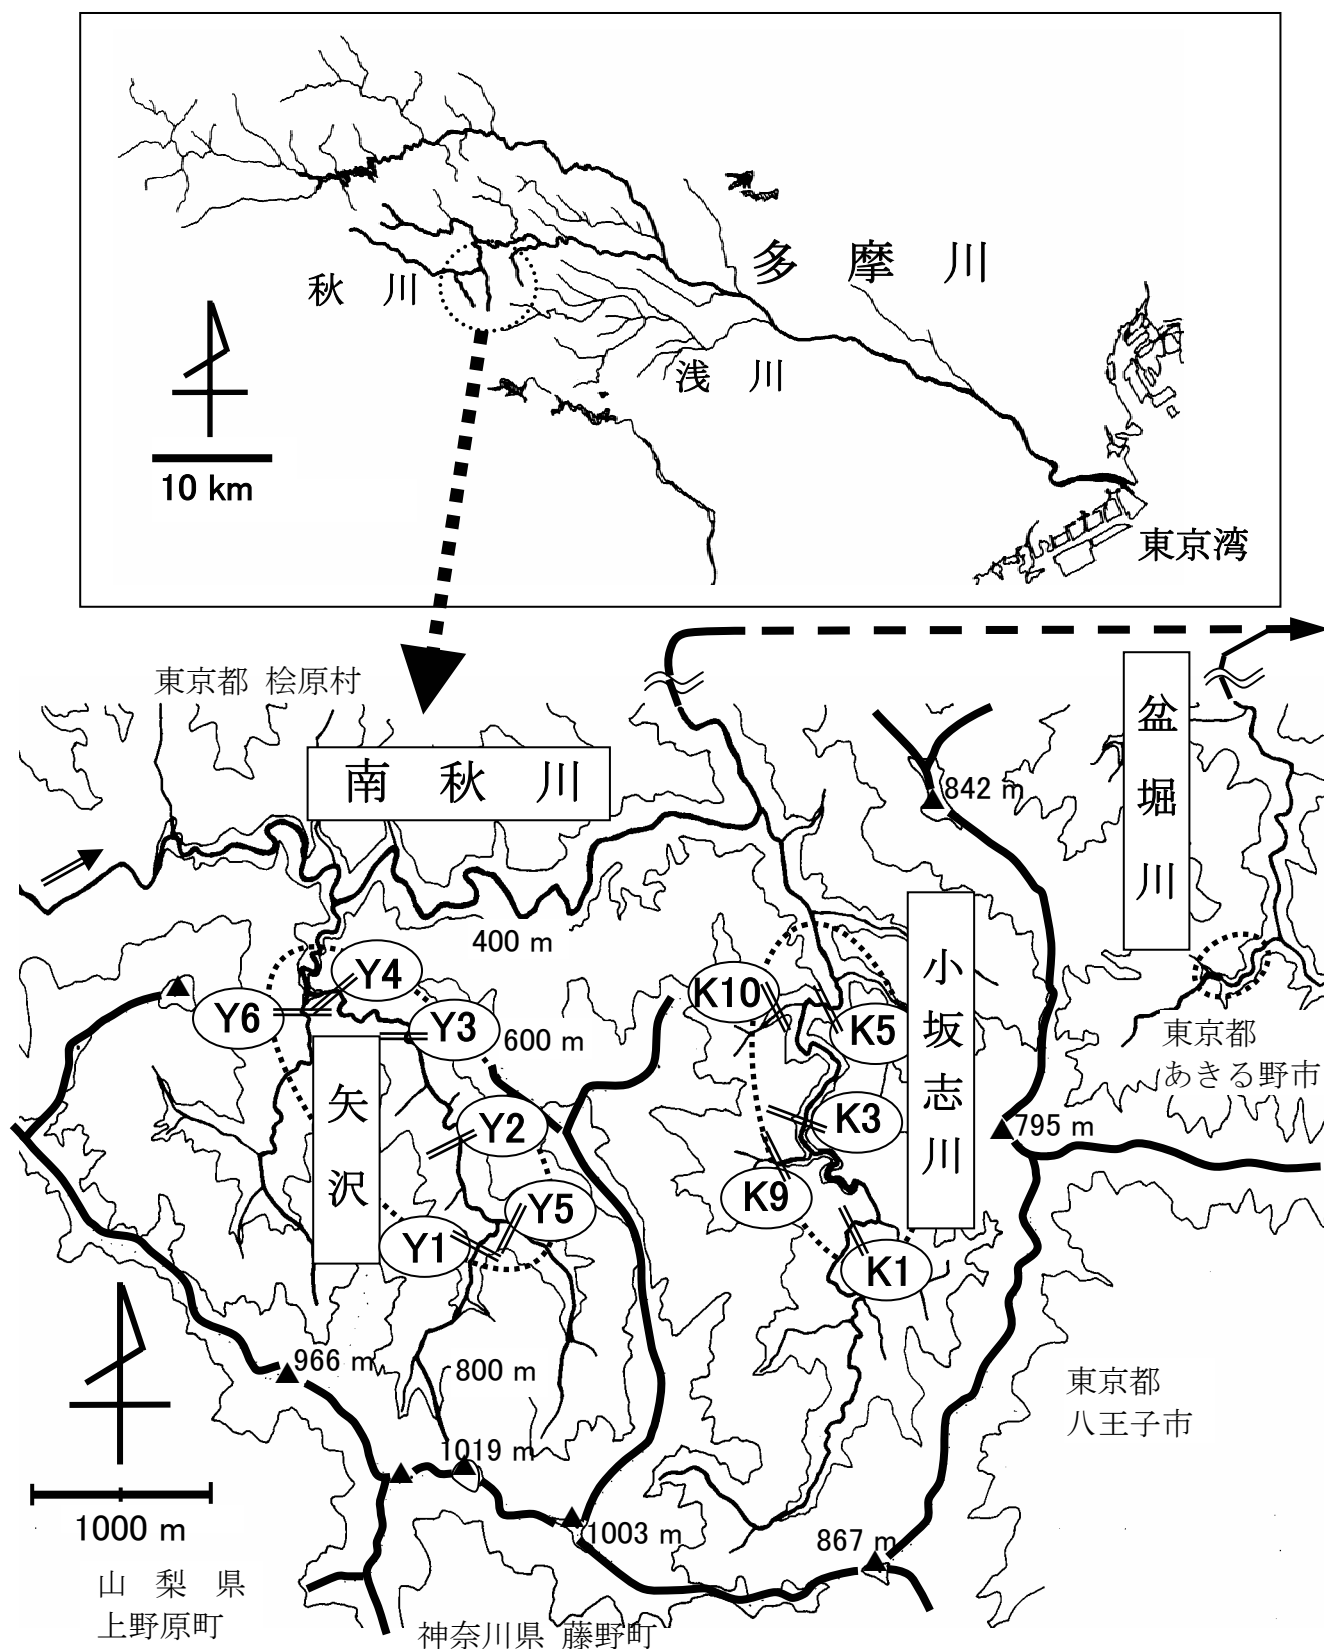 多 摩 川
秋 川
浅 川
10 km
東京湾
東京都 桧原村
南 秋 川
盆堀川
842 m
小坂志川
400 m
Y4
K10
Y6
Y3
K5
600 m
東京都
あきる野市
矢沢
Y2
K3
795 m
Y5
K9
Y1
K1
966 m
800 m
東京都
八王子市
1019 m
1000 m
1003 m
867 m
山 梨 県
上野原町
神奈川県 藤野町